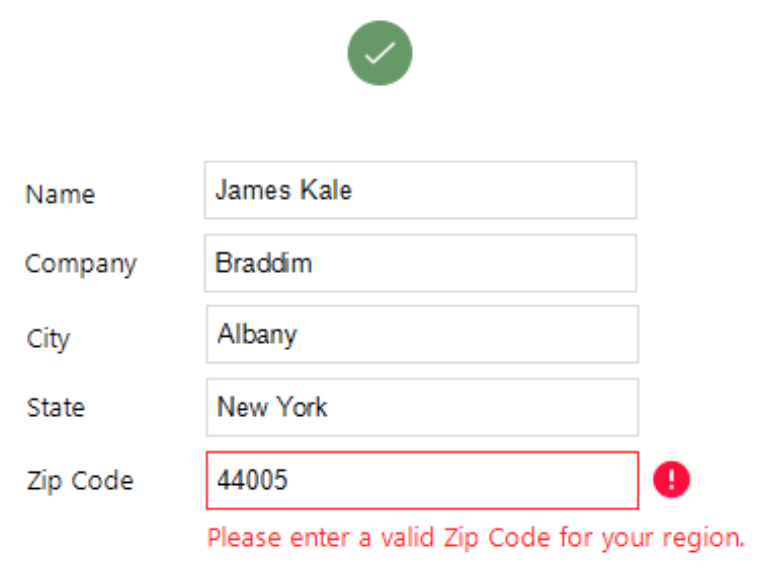 Name James Kale
Company Braddim
City Albany
State New York
Zip Code 44005
Please enter a valid Zip Code for your region.